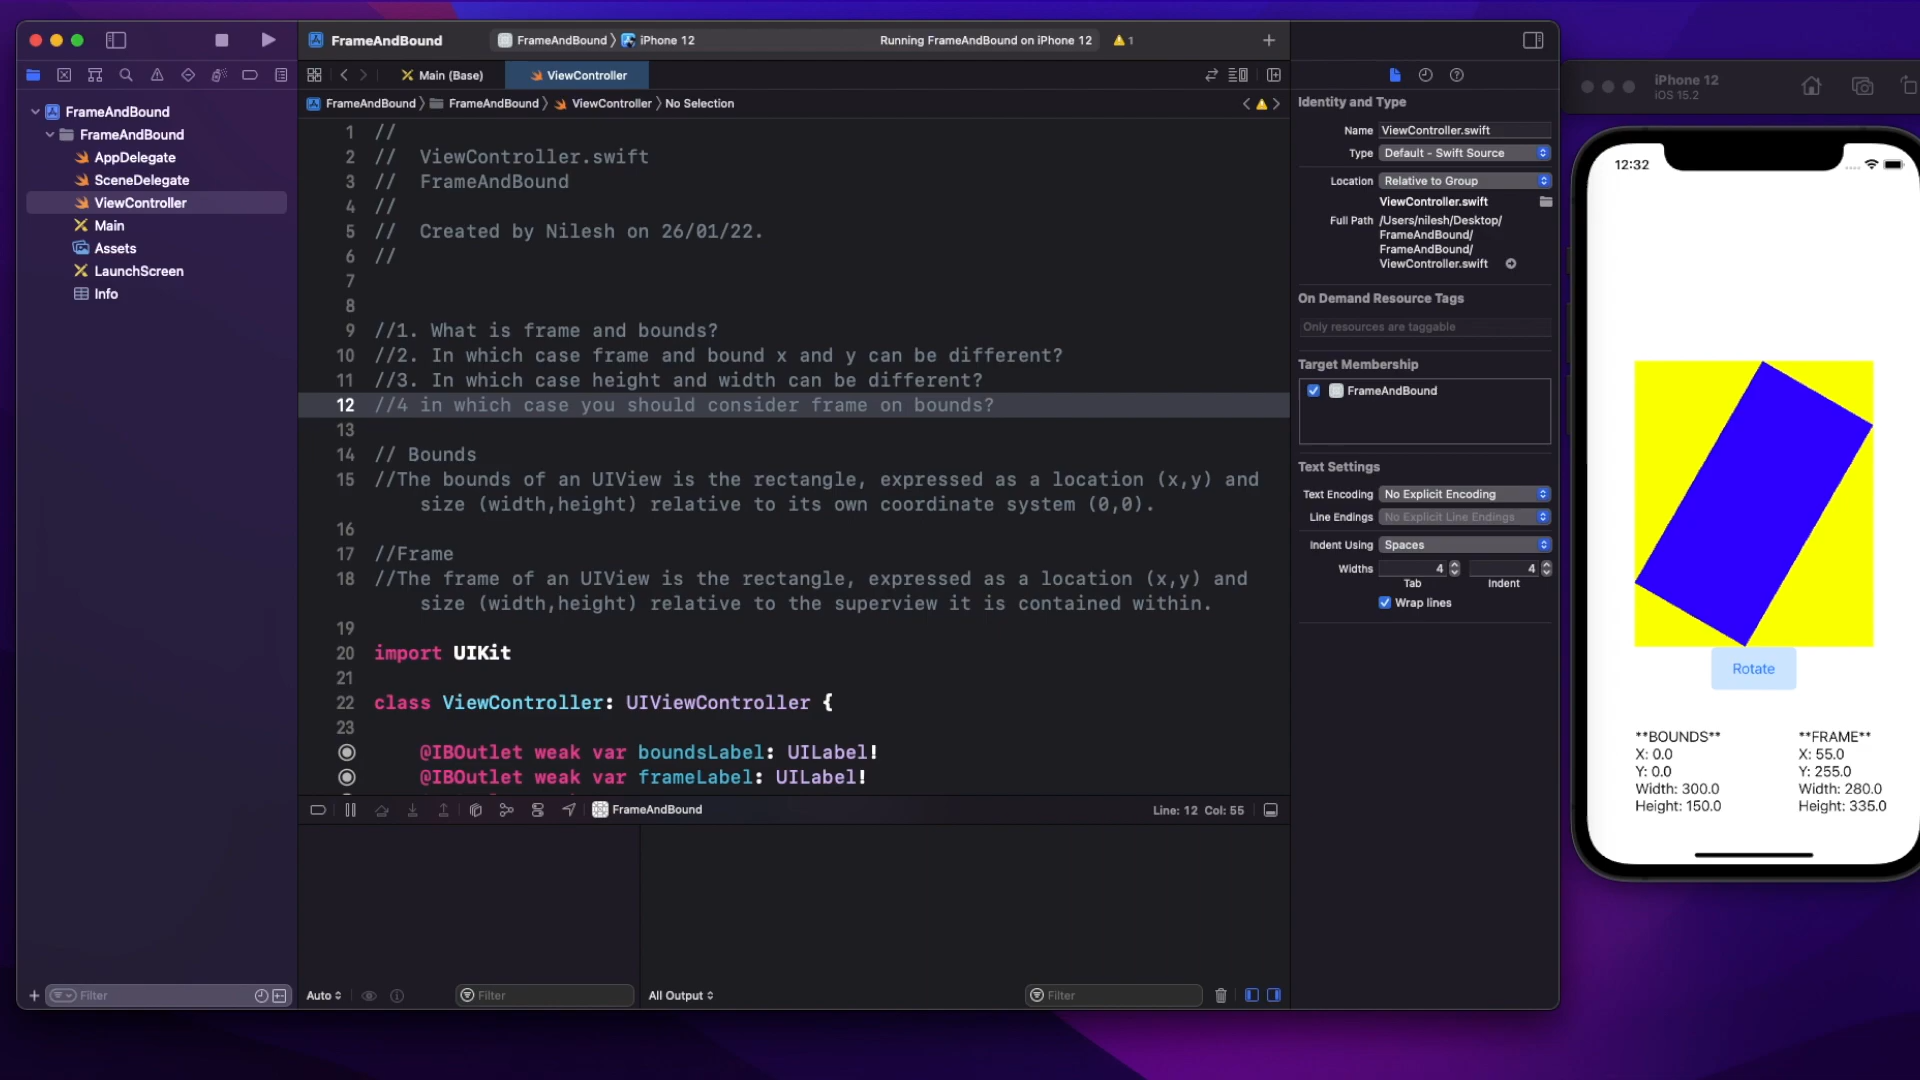 FrameAndBound
FrameAndBound
iPhone 12
Running FrameAndBound on iPhone 12
1
Main (Base)
ViewController
FrameAndBound
FrameAndBound
ViewController
No Selection
FrameAndBound
FrameAndBound
AppDelegate
SceneDelegate
ViewController
Main
Assets
LaunchScreen
Info
Filter
1 //
2 //  ViewController.swift
3 //  FrameAndBound
4 //
5 //  Created by Nilesh on 26/01/22.
6 //
7
8
9 //1. What is frame and bounds?
10 //2. In which case frame and bound x and y can be different?
11 //3. In which case height and width can be different?
12 //4 in which case you should consider frame on bounds?
13
14 // Bounds
15 //The bounds of an UIView is the rectangle, expressed as a location (x,y) and
size (width,height) relative to its own coordinate system (0,0).
16
17 //Frame
18 //The frame of an UIView is the rectangle, expressed as a location (x,y) and
size (width,height) relative to the superview it is contained within.
19
20 import UIKit
21
22 class ViewController: UIViewController {
23
@IBOutlet weak var boundsLabel: UILabel!
@IBOutlet weak var frameLabel: UILabel!
FrameAndBound
Line: 12 Col: 55
Auto
Filter
All Output
Filter
Identity and Type
Name ViewController.swift
Type Default - Swift Source
Location Relative to Group
ViewController.swift
Full Path /Users/nilesh/Desktop/
FrameAndBound/
FrameAndBound/
ViewController.swift
On Demand Resource Tags
Only resources are taggable
Target Membership
FrameAndBound
Text Settings
Text Encoding No Explicit Encoding
Line Endings No Explicit Line Endings
Indent Using Spaces
Widths 4 4
Tab Indent
Wrap lines
iPhone 12
iOS 15.2
12:32
Rotate
**BOUNDS**
X: 0.0
Y: 0.0
Width: 300.0
Height: 150.0
**FRAME**
X: 55.0
Y: 255.0
Width: 280.0
Height: 335.0